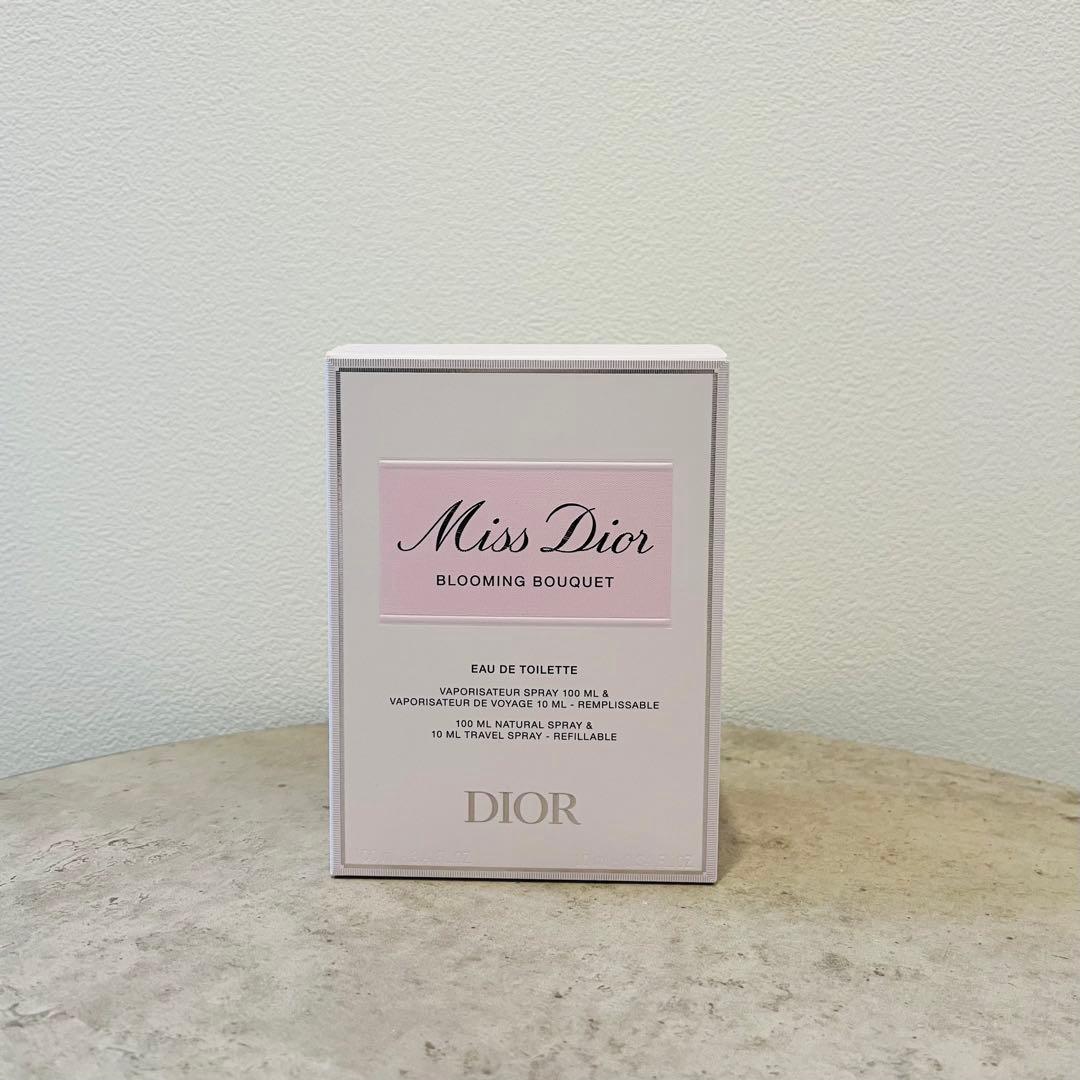 Miss Dior
BLOOMING BOUQUET
EAU DE TOILETTE
VAPORISATEUR SPRAY 100 ML &
VAPORISATEUR DE VOYAGE 10 ML - REMPLISSABLE
100 ML NATURAL SPRAY &
10 ML TRAVEL SPRAY - REFILLABLE
DIOR